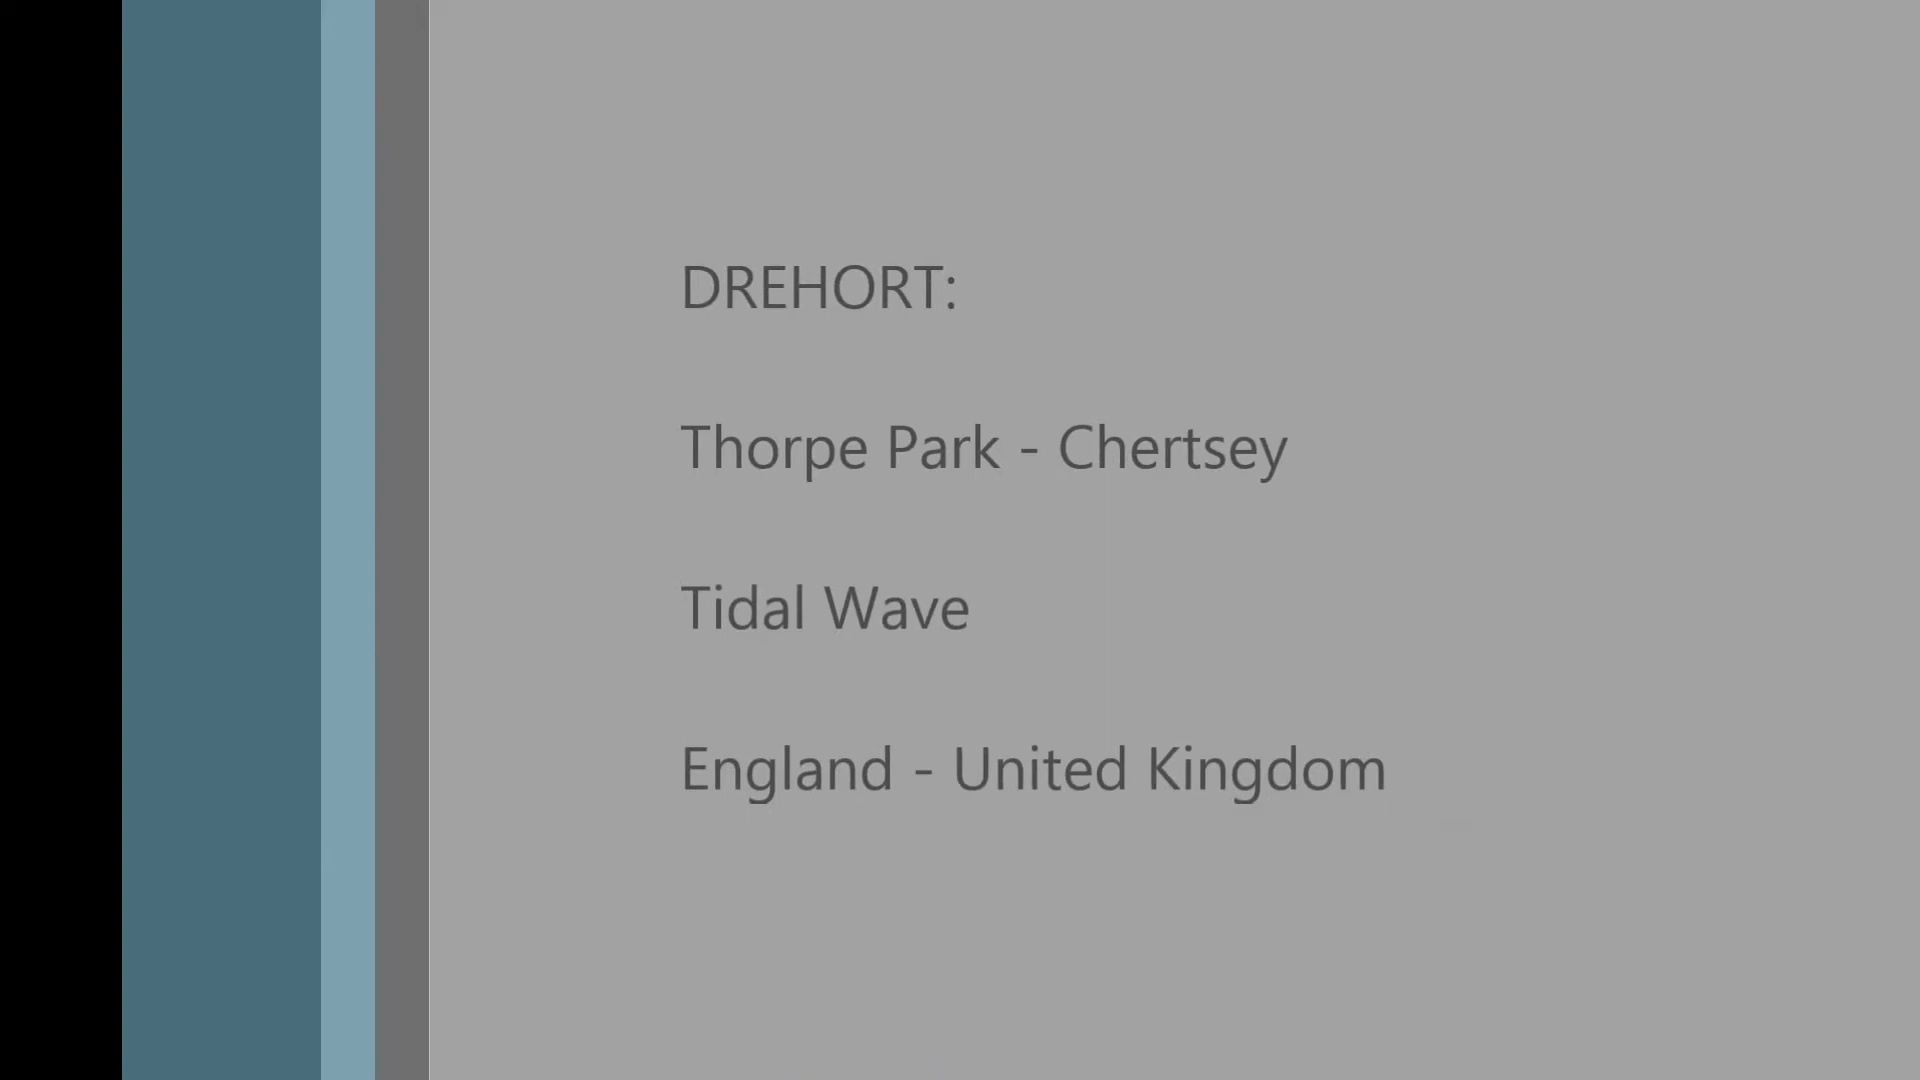 DREHORT:
Thorpe Park - Chertsey
Tidal Wave
England - United Kingdom